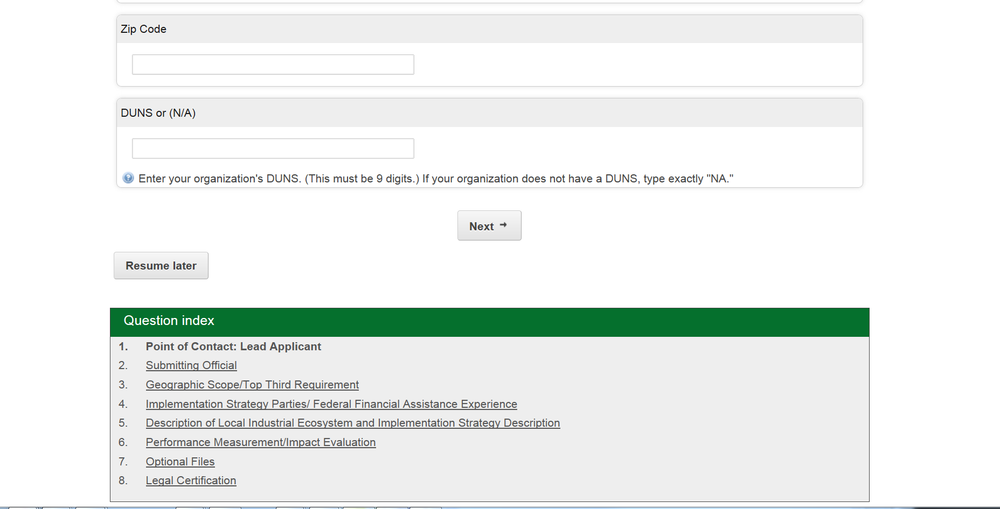 Zip Code
DUNS or (N/A)
Enter your organization's DUNS. (This must be 9 digits.) If your organization does not have a DUNS, type exactly "NA."
Next
Resume later
Question index
1. Point of Contact: Lead Applicant
2. Submitting Official
3. Geographic Scope/Top Third Requirement
4. Implementation Strategy Parties/ Federal Financial Assistance Experience
5. Description of Local Industrial Ecosystem and Implementation Strategy Description
6. Performance Measurement/Impact Evaluation
7. Optional Files
8. Legal Certification